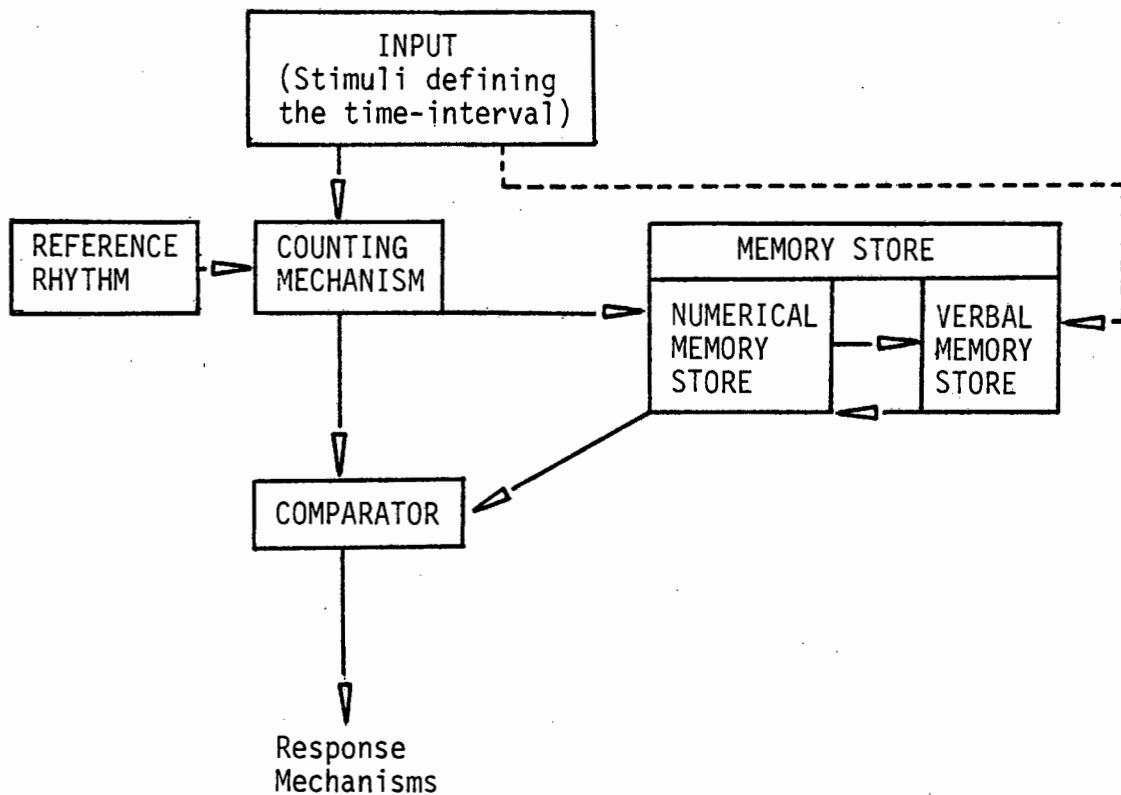 INPUT
(Stimuli defining
the time-interval)
REFERENCE
RHYTHM
COUNTING
MECHANISM
MEMORY STORE
NUMERICAL
MEMORY
STORE
VERBAL
MEMORY
STORE
COMPARATOR
Response
Mechanisms